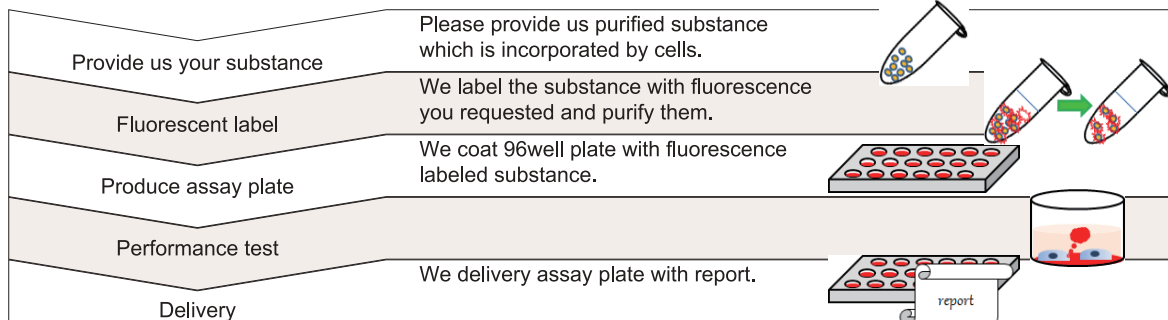 Please provide us purified substance
which is incorporated by cells.
Provide us your substance
We label the substance with fluorescence
you requested and purify them.
Fluorescent label
We coat 96well plate with fluorescence
labeled substance.
Produce assay plate
Performance test
We delivery assay plate with report.
report
Delivery